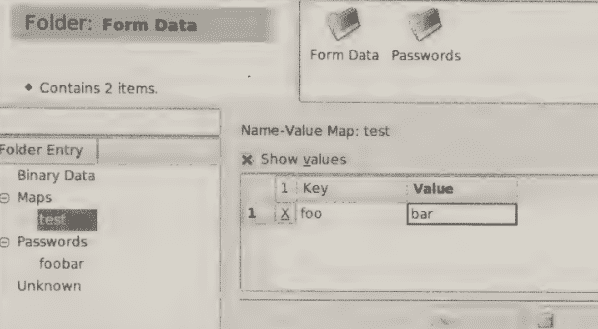 Folder: Form Data
Form Data Passwords
Contains 2 items.
Name-Value Map: test
Show values
Folder Entry
Binary Data
Maps
test
Passwords
foobar
Unknown
1 Key Value
1 X foo bar